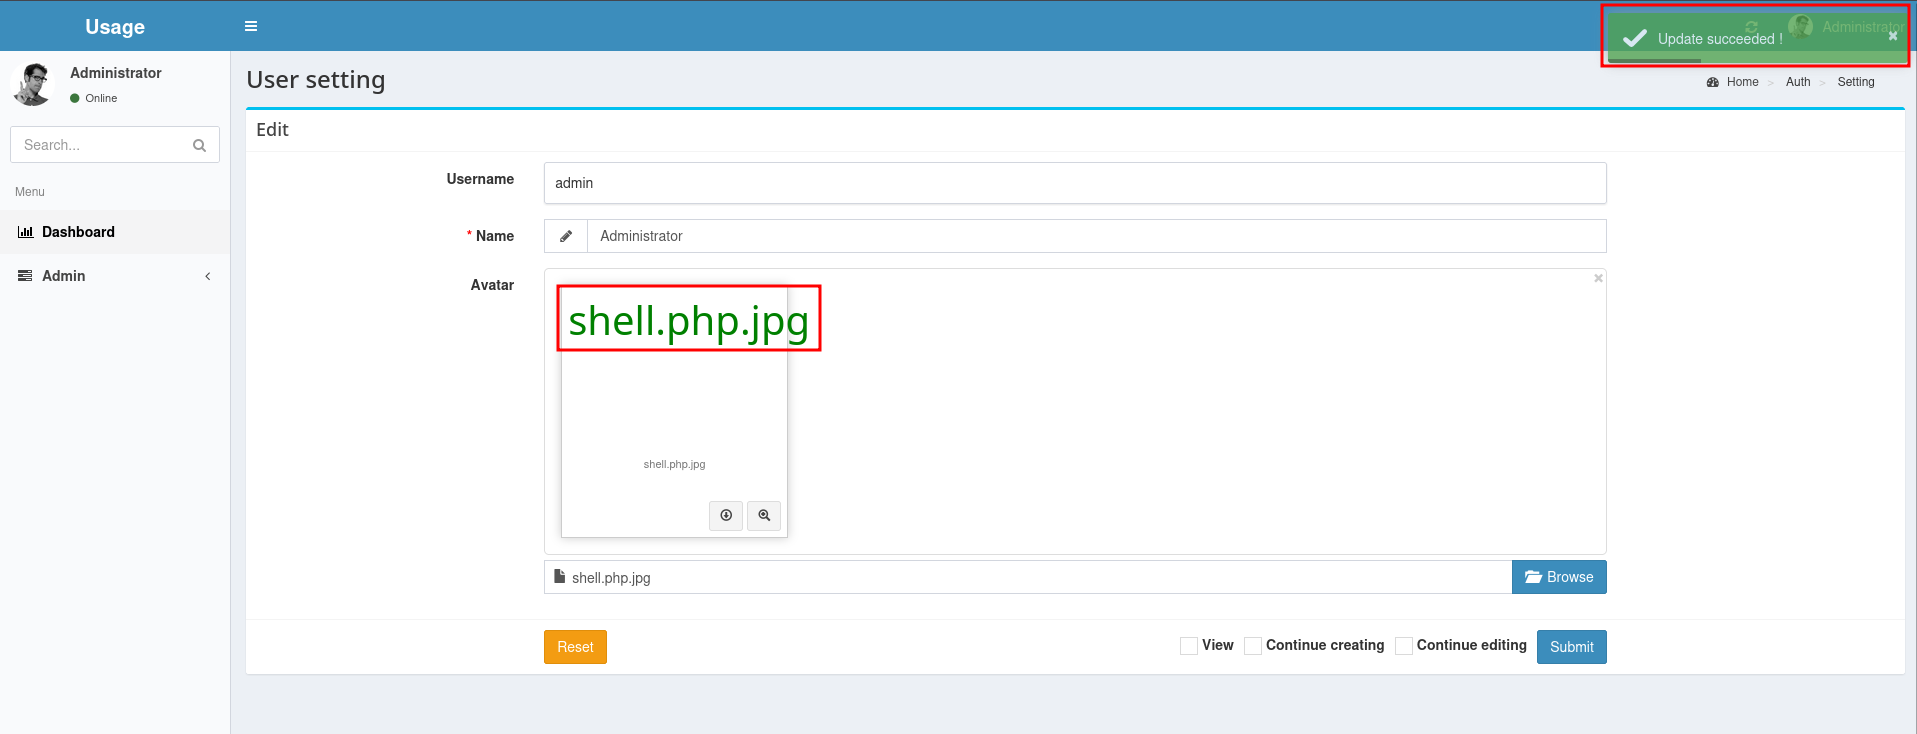 Usage
Administrator
Update succeeded !
Administrator
Online
Search...
Menu
Dashboard
Admin
User setting
Home > Auth > Setting
Edit
Username
admin
* Name
Administrator
Avatar
shell.php.jpg
shell.php.jpg
shell.php.jpg
Browse
Reset
View
Continue creating
Continue editing
Submit